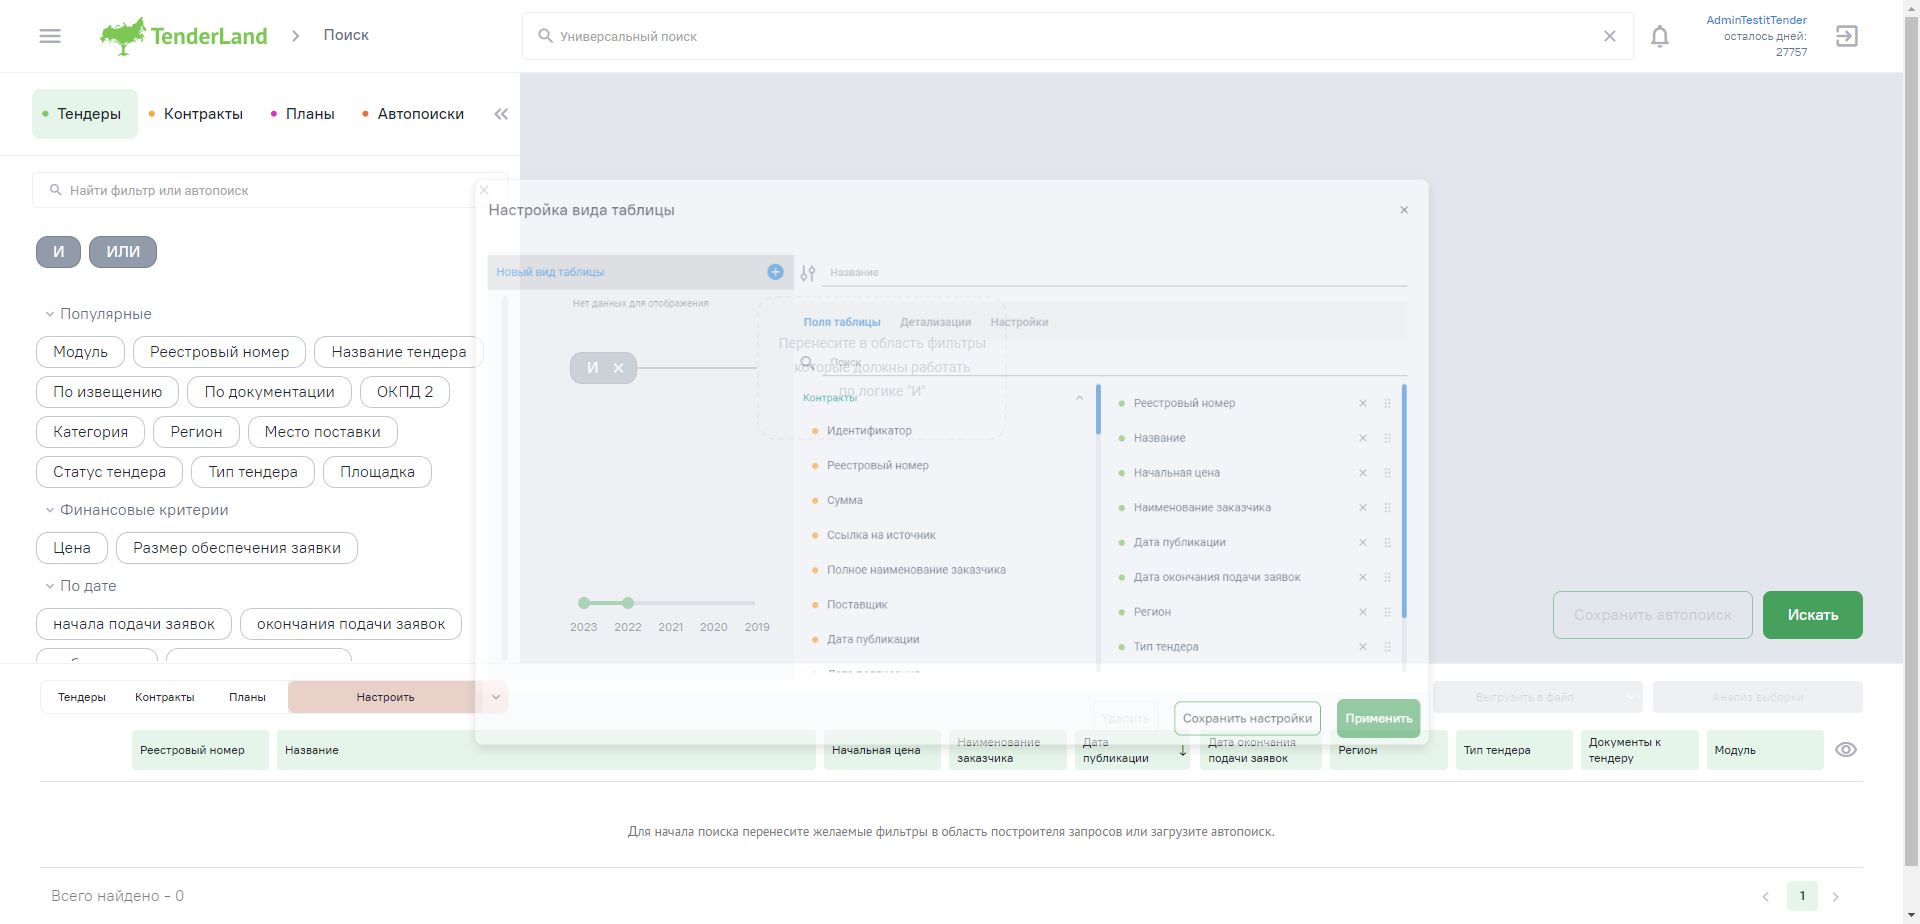 TenderLand
Поиск
Универсальный поиск
AdminTestitTender
осталось дней:
27757
Тендеры
Контракты
Планы
Автопоиски
Найти фильтр или автопоиск
И
ИЛИ
Популярные
Модуль
Реестровый номер
Название тендера
По извещению
По документации
ОКПД 2
Категория
Регион
Место поставки
Статус тендера
Тип тендера
Площадка
Финансовые критерии
Цена
Размер обеспечения заявки
По дате
начала подачи заявок
окончания подачи заявок
Настройка вида таблицы
Новый вид таблицы
Название
Нет данных для отображения
И
2023 2022 2021 2020 2019
Поля таблицы
Детализации
Настройки
Перенесите в область фильтры
которые должны работать
по логике "И"
Поиск
Контракты
Идентификатор
Реестровый номер
Сумма
Ссылка на источник
Полное наименование заказчика
Поставщик
Дата публикации
Реестровый номер
Название
Начальная цена
Наименование заказчика
Дата публикации
Дата окончания подачи заявок
Регион
Тип тендера
Удалить
Сохранить настройки
Применить
Сохранить автопоиск
Искать
Тендеры
Контракты
Планы
Настроить
Выгрузить в файл
Анализ выборки
Реестровый номер
Название
Начальная цена
Наименование
заказчика
Дата
публикации
Дата окончания
подачи заявок
Регион
Тип тендера
Документы к
тендеру
Модуль
Для начала поиска перенесите желаемые фильтры в область построителя запросов или загрузите автопоиск.
Всего найдено - 0
1